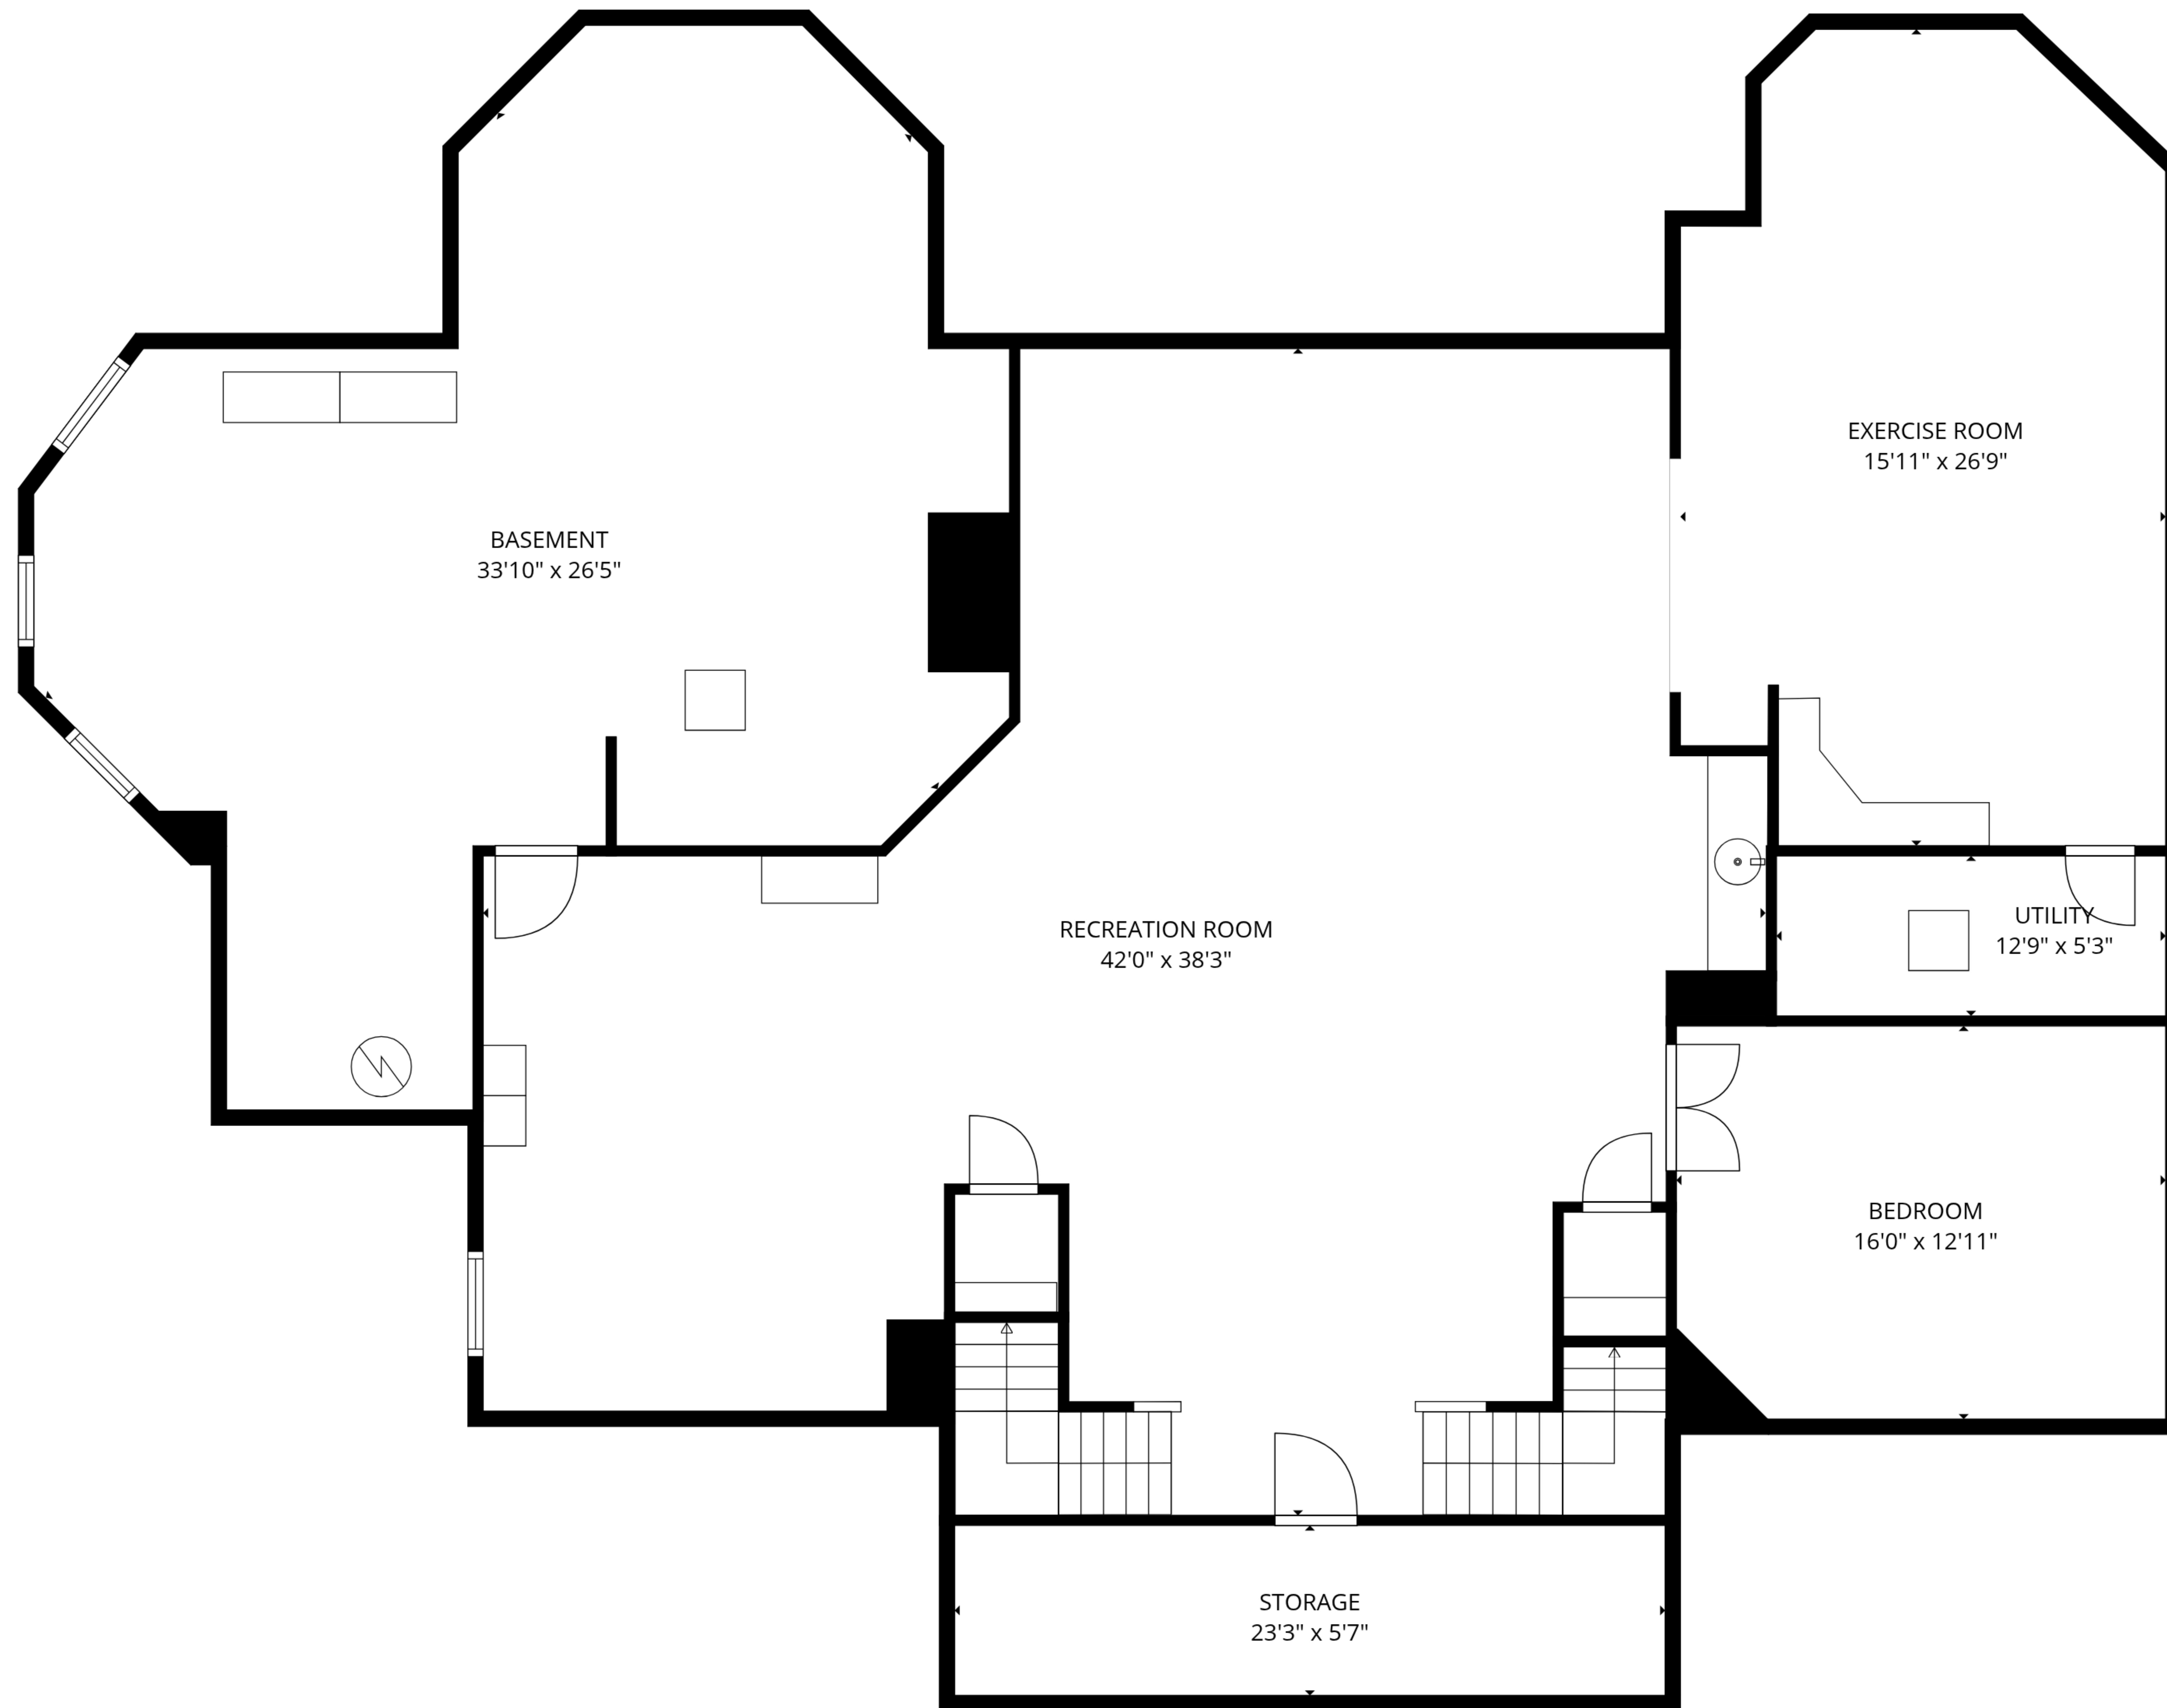 EXERCISE ROOM
15'11" x 26'9"
BASEMENT
33'10" x 26'5"
RECREATION ROOM
42'0" x 38'3"
UTILITY
12'9" x 5'3"
BEDROOM
16'0" x 12'11"
STORAGE
23'3" x 5'7"